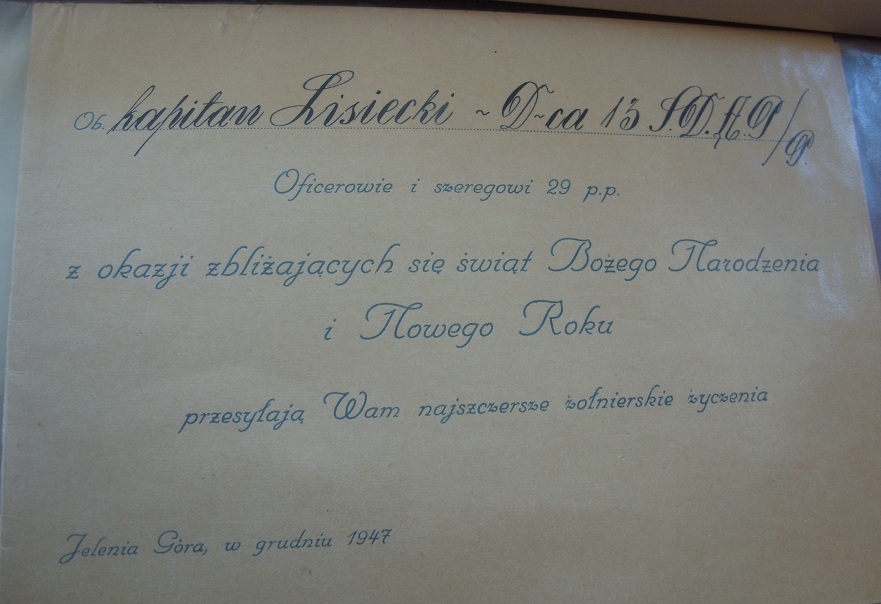 Ob. kapitan Lisiecki ~ D~ca 13 S.D.A.P/P.
Oficerowie i szeregowi 29 p.p.
z okazji zbliżających się świąt Bożego Narodzenia
i Nowego Roku
przesyłają Wam najszczersze żołnierskie życzenia
Jelenia Góra, w grudniu 1947